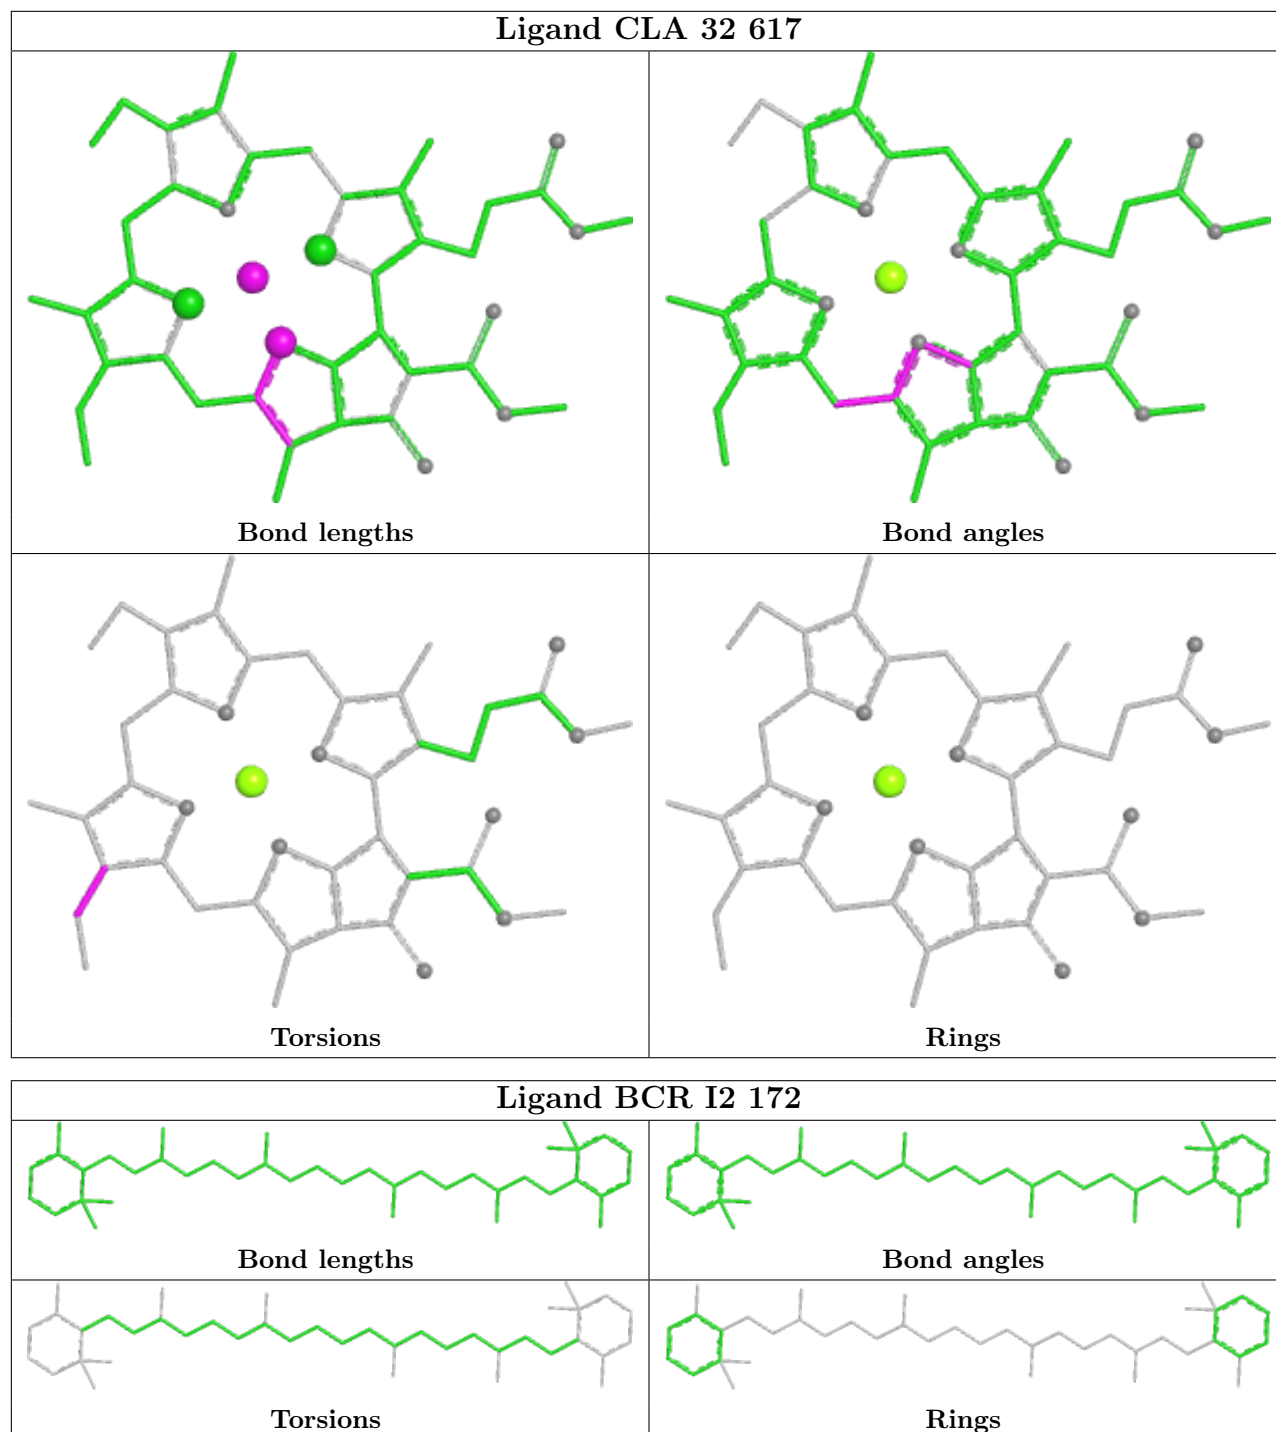 Ligand CLA 32 617
Bond lengths
Bond angles
Torsions
Rings
Ligand BCR I2 172
Bond lengths
Bond angles
Torsions
Rings